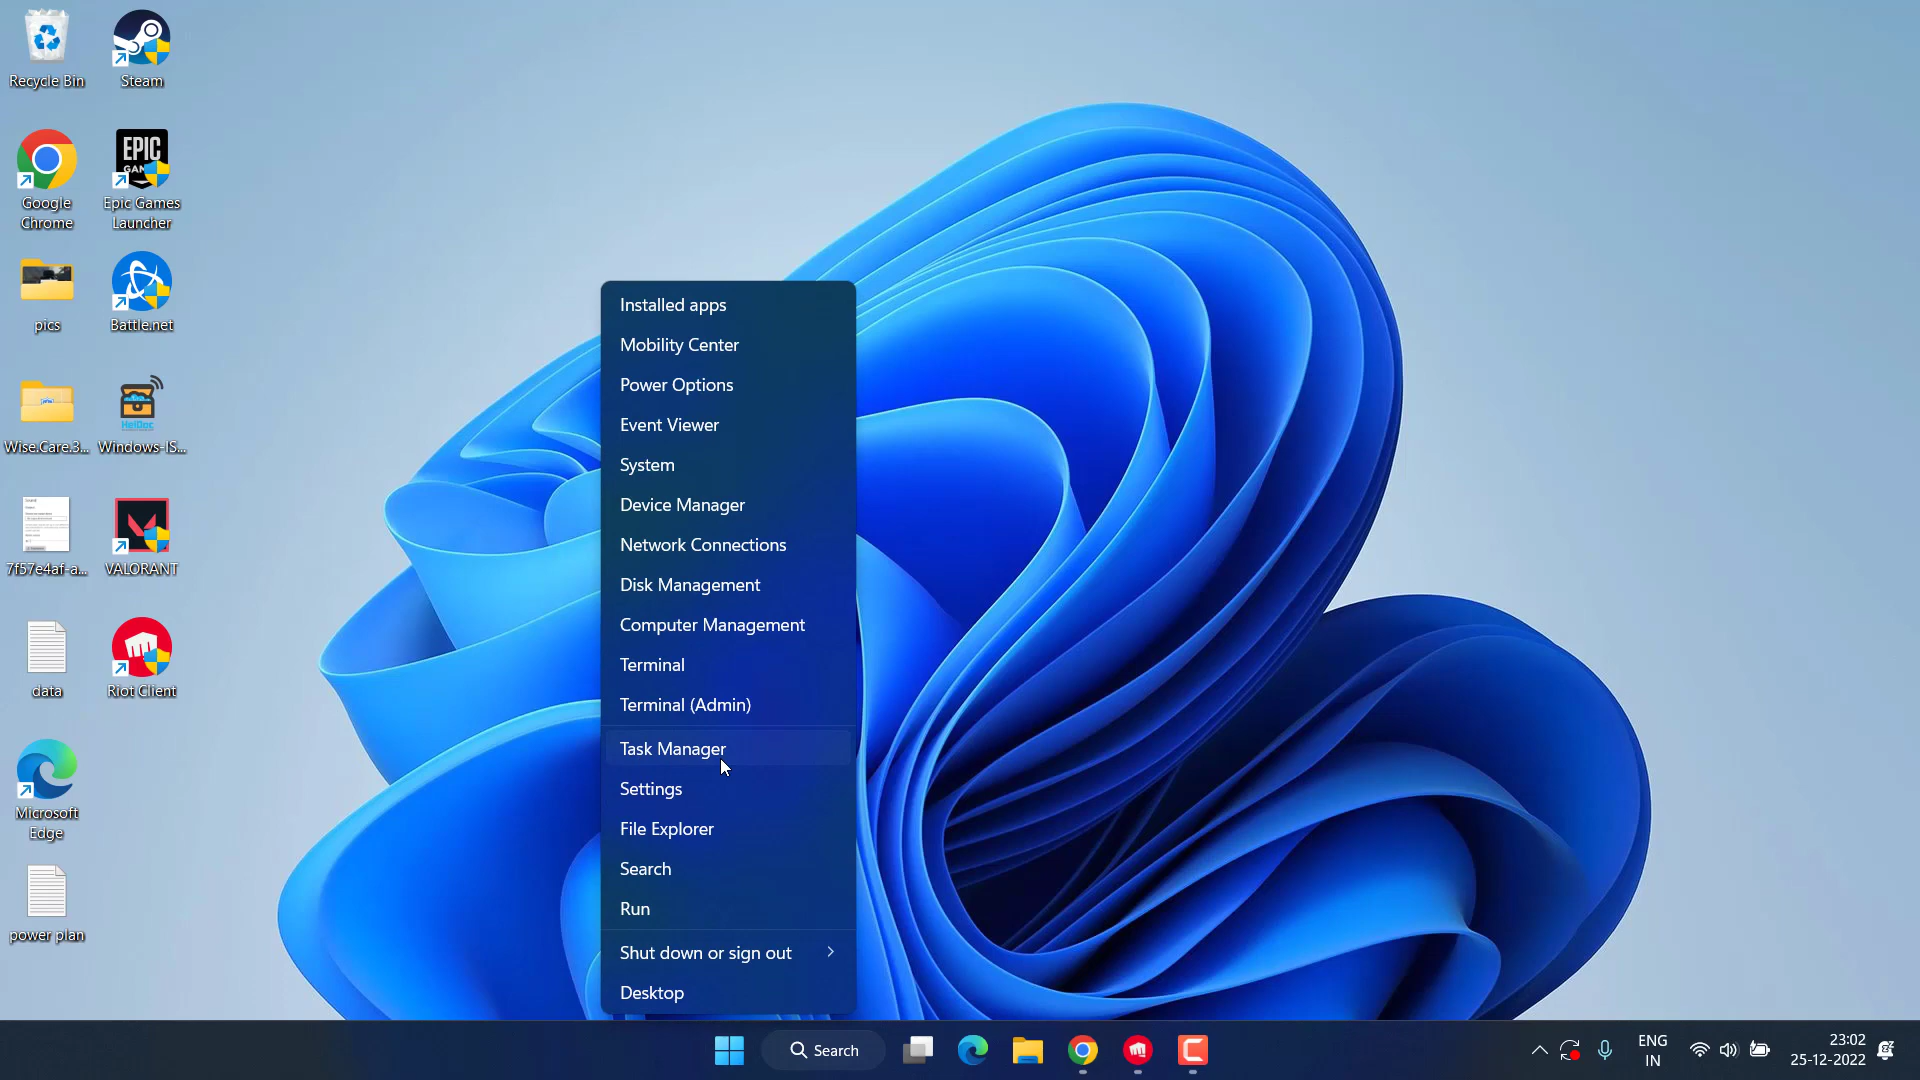 Recycle Bin
Steam
Google
Chrome
EPIC
Epic Games
Launcher
pics
Battle.net
Wise.Care.3...
HeiDoc
Windows-IS...
7f57e4af-a...
VALORANT
data
Riot Client
Microsoft
Edge
power plan
Installed apps
Mobility Center
Power Options
Event Viewer
System
Device Manager
Network Connections
Disk Management
Computer Management
Terminal
Terminal (Admin)
Task Manager
Settings
File Explorer
Search
Run
Shut down or sign out
Desktop
Search
ENG
IN
23:02
25-12-2022